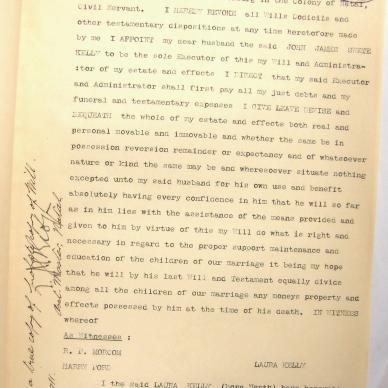 in the Colony of Natal,
Civil Servant. I HEREBY REVOKE all Wills Codicils and
other testamentary dispositions at any time heretofore made
by me I APPOINT my dear husband the said JOHN JAMES
KELLY to be the sole Executor of this my Will and Administra-
tor of my estate and effects I DIRECT that my said Executor
and Administrator shall first pay all my just debts and my
funeral and testamentary expenses I GIVE LEAVE DEVISE and
BEQUEATH the whole of my estate and effects both real and
personal movable and immovable and whether the same be in
possession reversion remainder or expectancy and of whatsoever
nature or kind the same may be and wheresoever situate nothing
excepted unto my said husband for his own use and benefit
absolutely having every confidence in him that he will so far
as in him lies with the assistance of the means provided and
given to him by virtue of this my Will do what is right and
necessary in regard to the proper support maintenance and
education of the children of our marriage it being my hope
that he will by his last Will and Testament equally divide
among all the children of our marriage any moneys property and
effects possessed by him at the time of his death. IN WITNESS
whereof
As Witnesses :
R. F. MORCOM
HARRY FORD LAURA KELLY
I the said LAURA KELLY (born North) being
a true copy of